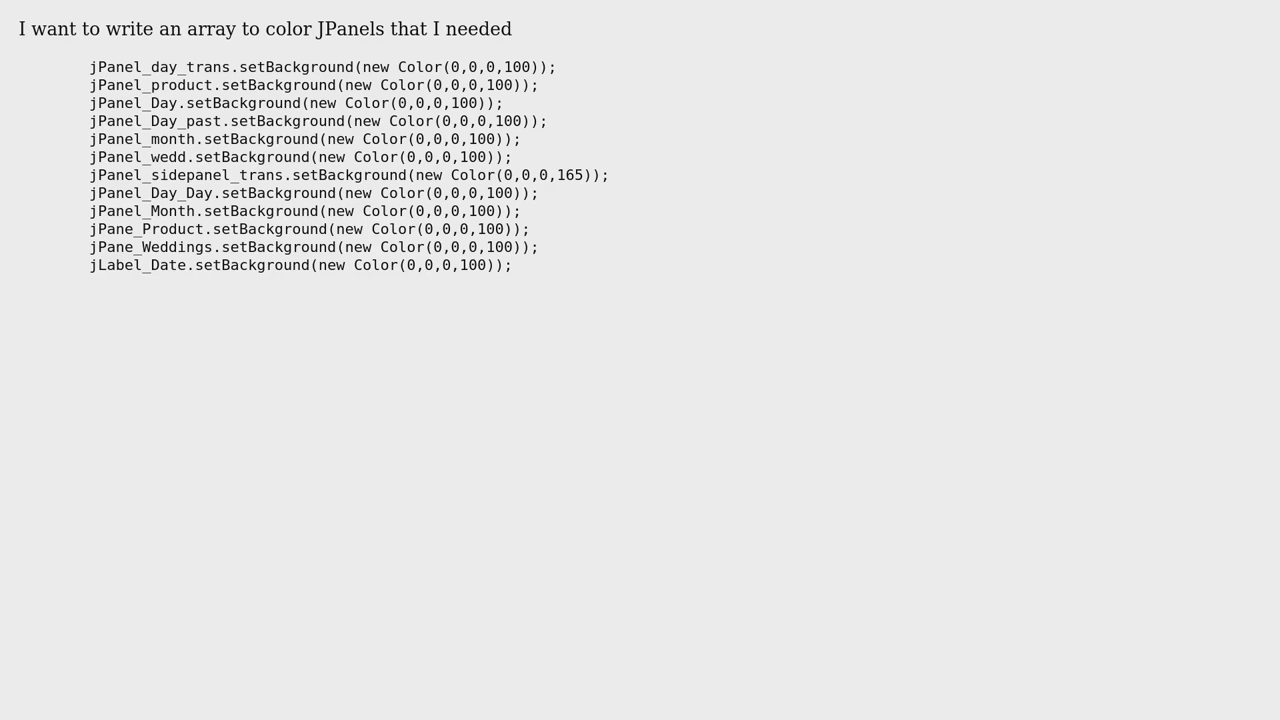 I want to write an array to color JPanels that I needed
jPanel_day_trans.setBackground(new Color(0,0,0,100));
jPanel_product.setBackground(new Color(0,0,0,100));
jPanel_Day.setBackground(new Color(0,0,0,100));
jPanel_Day_past.setBackground(new Color(0,0,0,100));
jPanel_month.setBackground(new Color(0,0,0,100));
jPanel_wedd.setBackground(new Color(0,0,0,100));
jPanel_sidepanel_trans.setBackground(new Color(0,0,0,165));
jPanel_Day_Day.setBackground(new Color(0,0,0,100));
jPanel_Month.setBackground(new Color(0,0,0,100));
jPane_Product.setBackground(new Color(0,0,0,100));
jPane_Weddings.setBackground(new Color(0,0,0,100));
jLabel_Date.setBackground(new Color(0,0,0,100));